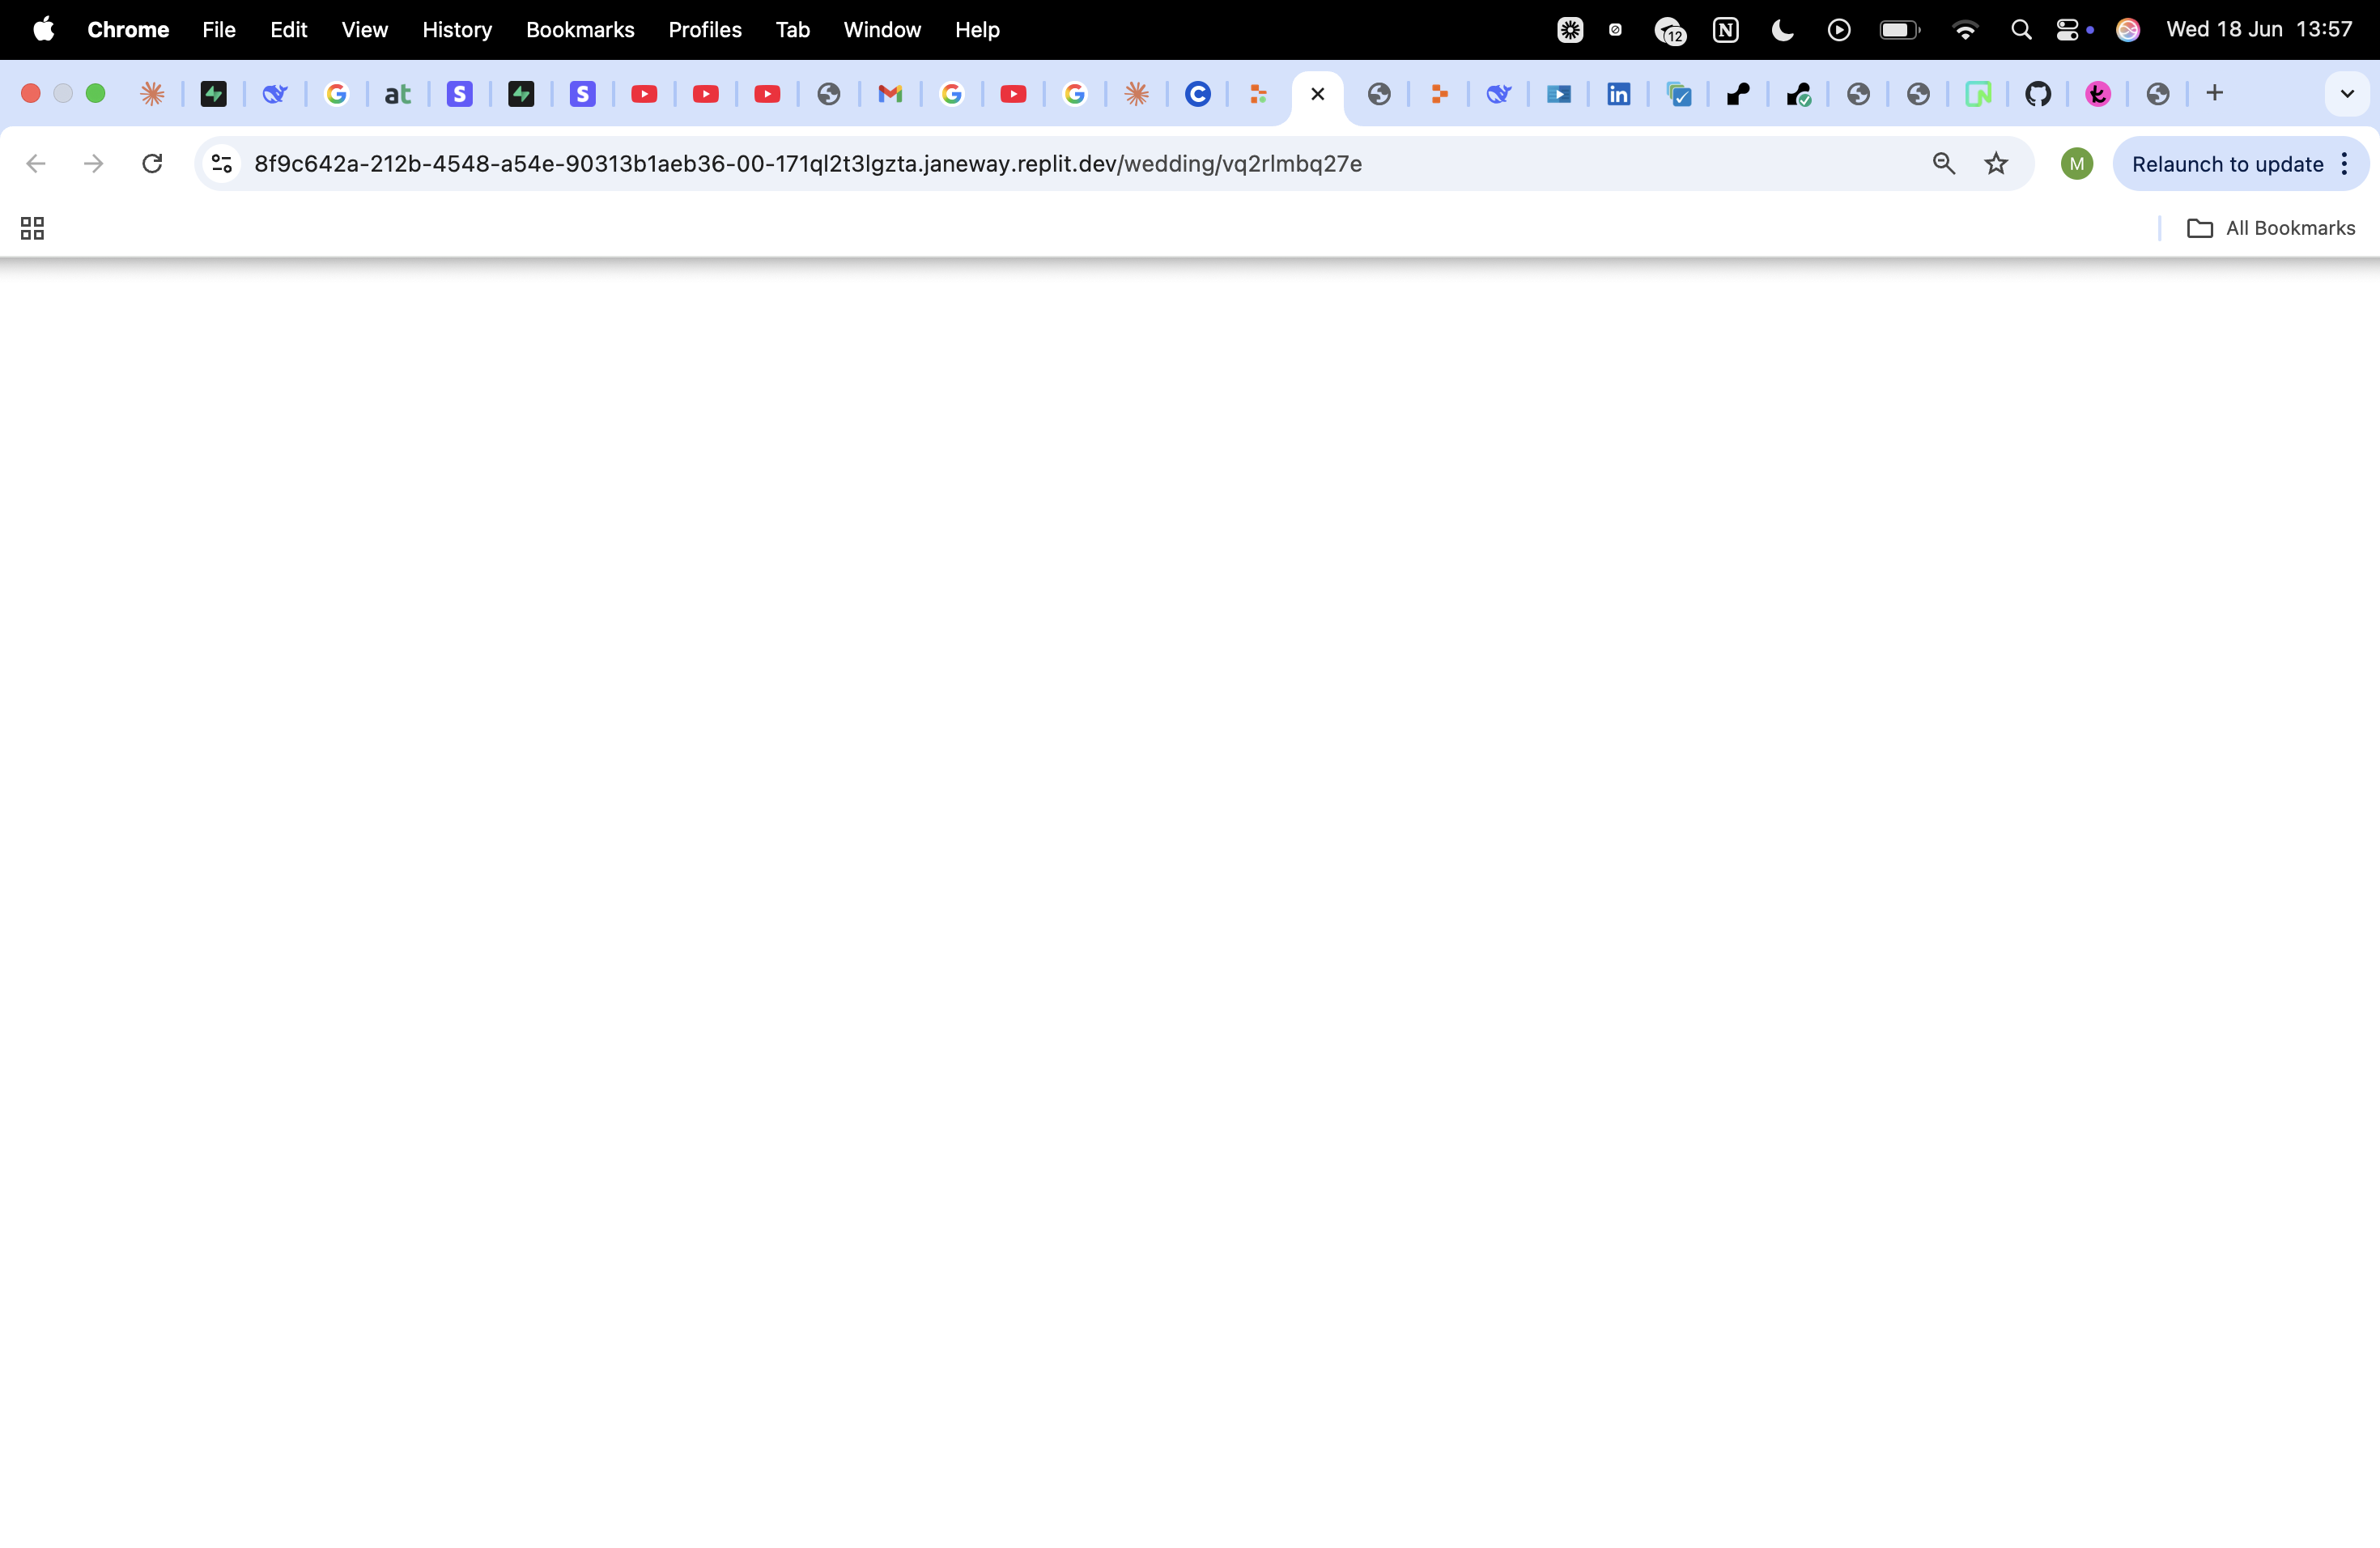 Chrome File Edit View History Bookmarks Profiles Tab Window Help 12 N Wed 18 Jun 13:57
at S S C in N
8f9c642a-212b-4548-a54e-90313b1aeb36-00-171ql2t3lgzta.janeway.replit.dev/wedding/vq2rlmbq27e M Relaunch to update
All Bookmarks